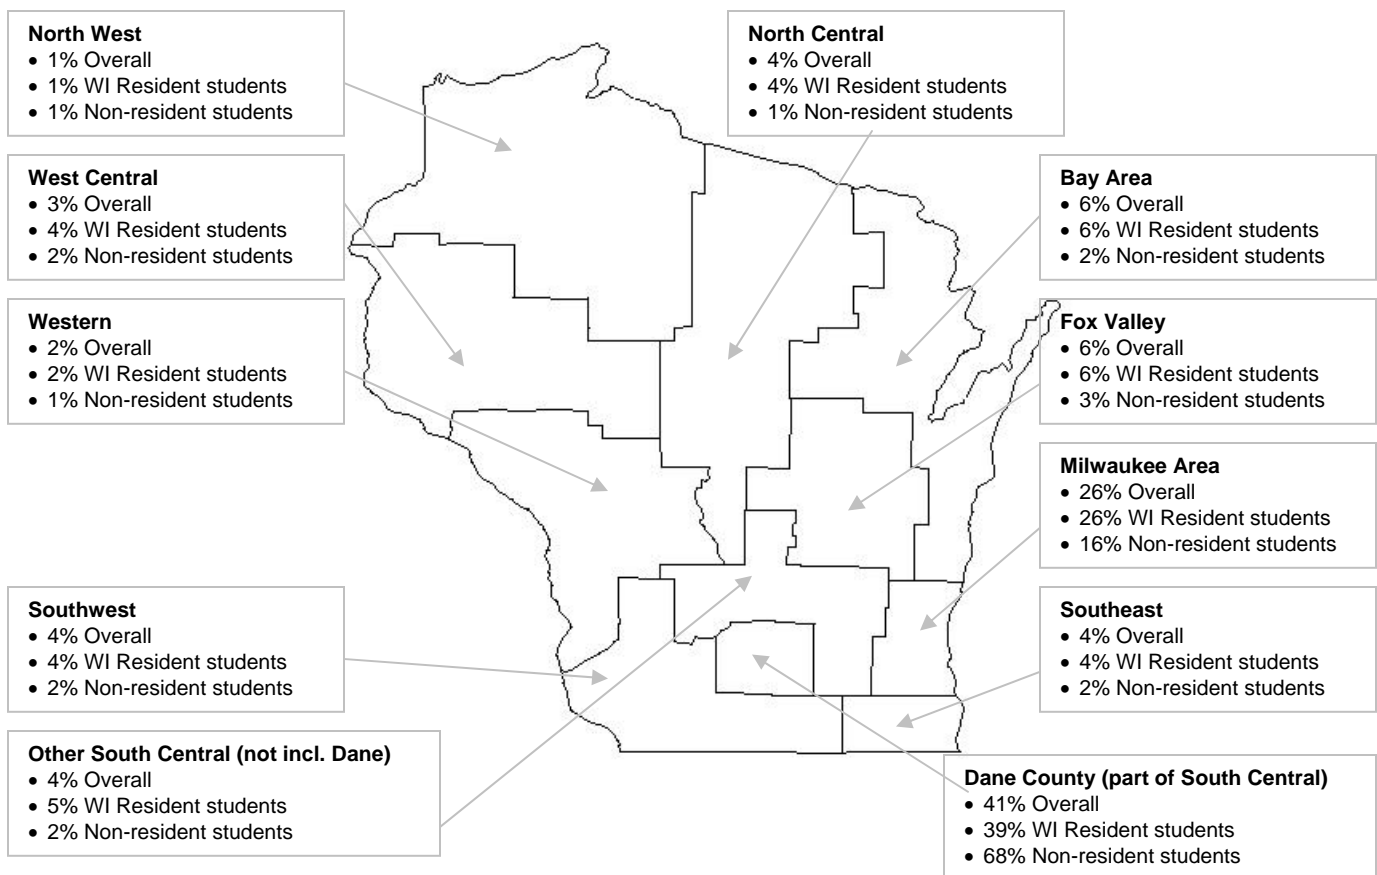 North West
• 1% Overall
• 1% WI Resident students
• 1% Non-resident students
North Central
• 4% Overall
• 4% WI Resident students
• 1% Non-resident students
West Central
• 3% Overall
• 4% WI Resident students
• 2% Non-resident students
Bay Area
• 6% Overall
• 6% WI Resident students
• 2% Non-resident students
Western
• 2% Overall
• 2% WI Resident students
• 1% Non-resident students
Fox Valley
• 6% Overall
• 6% WI Resident students
• 3% Non-resident students
Milwaukee Area
• 26% Overall
• 26% WI Resident students
• 16% Non-resident students
Southwest
• 4% Overall
• 4% WI Resident students
• 2% Non-resident students
Southeast
• 4% Overall
• 4% WI Resident students
• 2% Non-resident students
Other South Central (not incl. Dane)
• 4% Overall
• 5% WI Resident students
• 2% Non-resident students
Dane County (part of South Central)
• 41% Overall
• 39% WI Resident students
• 68% Non-resident students